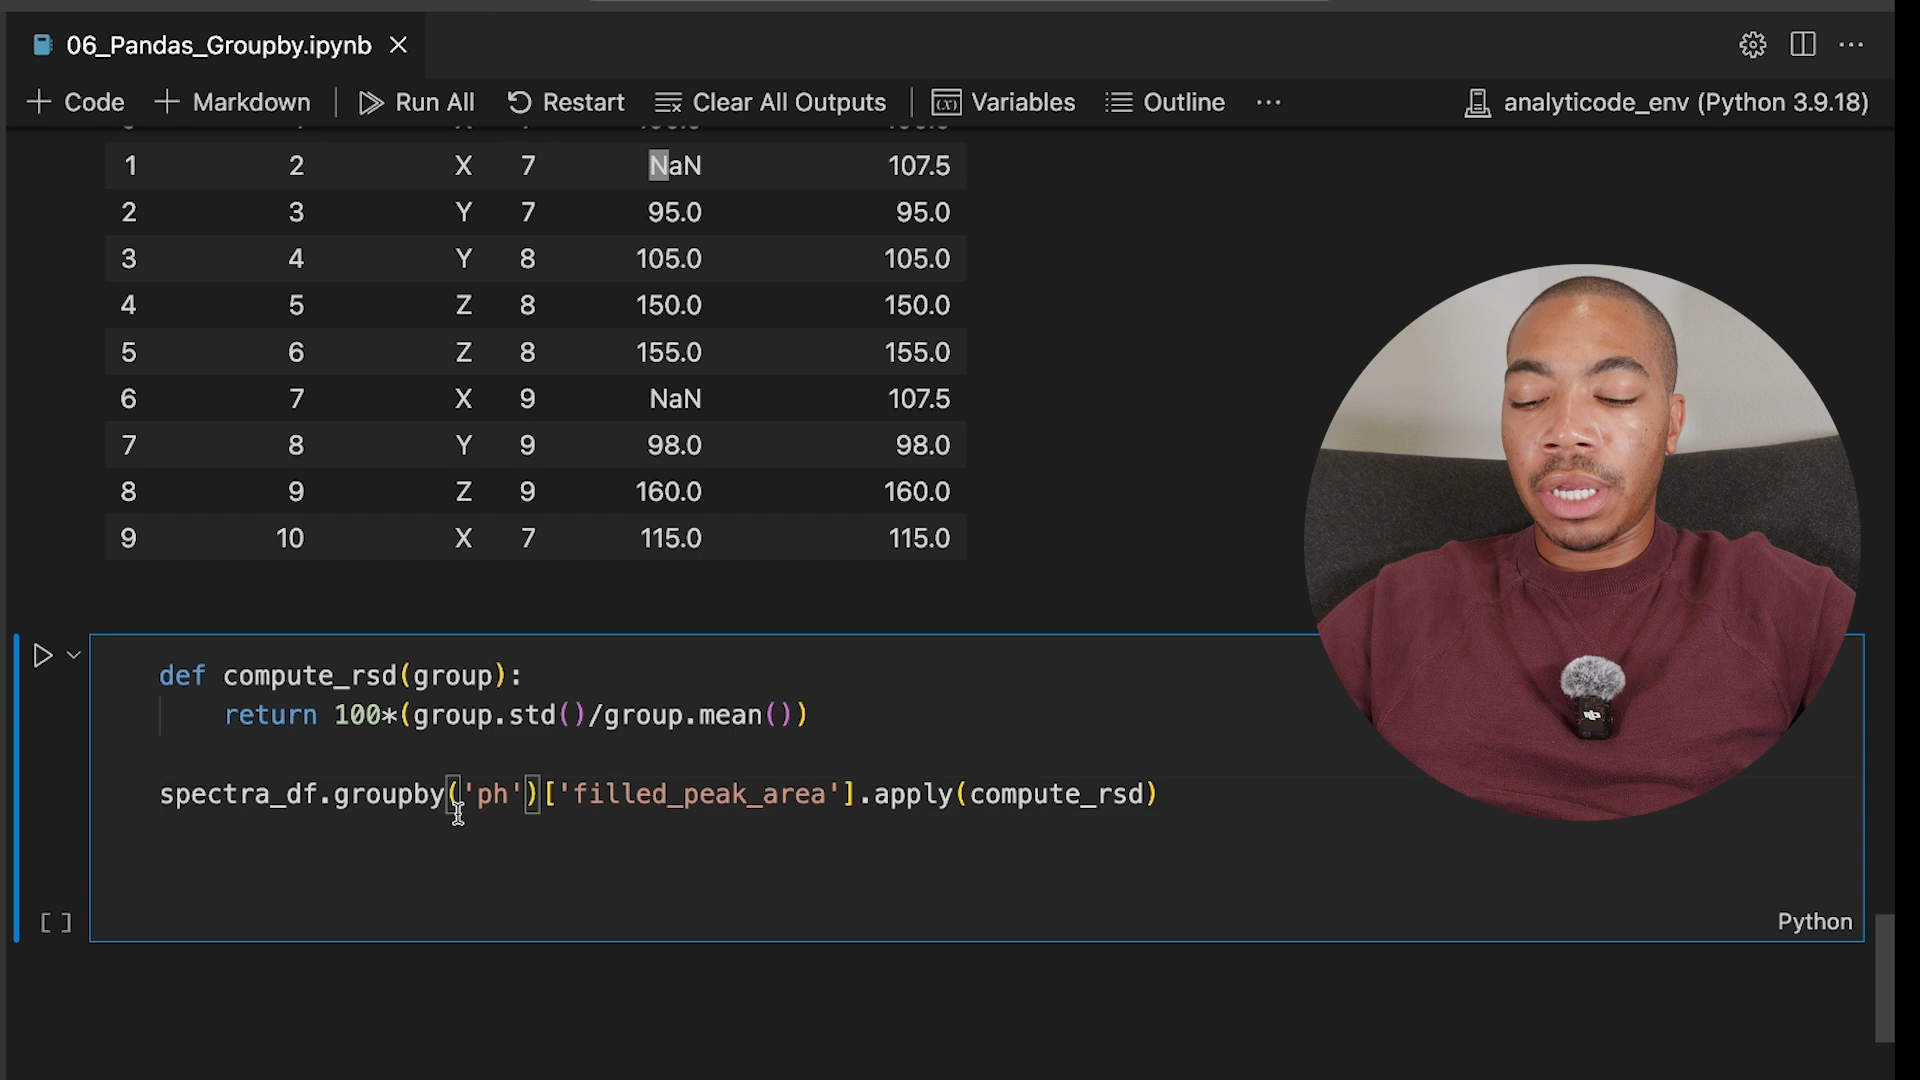 06_Pandas_Groupby.ipynb
Code Markdown Run All Restart Clear All Outputs Variables Outline ... analyticode_env (Python 3.9.18)
1 2 X 7 NaN 107.5
2 3 Y 7 95.0 95.0
3 4 Y 8 105.0 105.0
4 5 Z 8 150.0 150.0
5 6 Z 8 155.0 155.0
6 7 X 9 NaN 107.5
7 8 Y 9 98.0 98.0
8 9 Z 9 160.0 160.0
9 10 X 7 115.0 115.0
def compute_rsd(group):
return 100*(group.std()/group.mean())
spectra_df.groupby('ph')['filled_peak_area'].apply(compute_rsd)
[ ]
Python